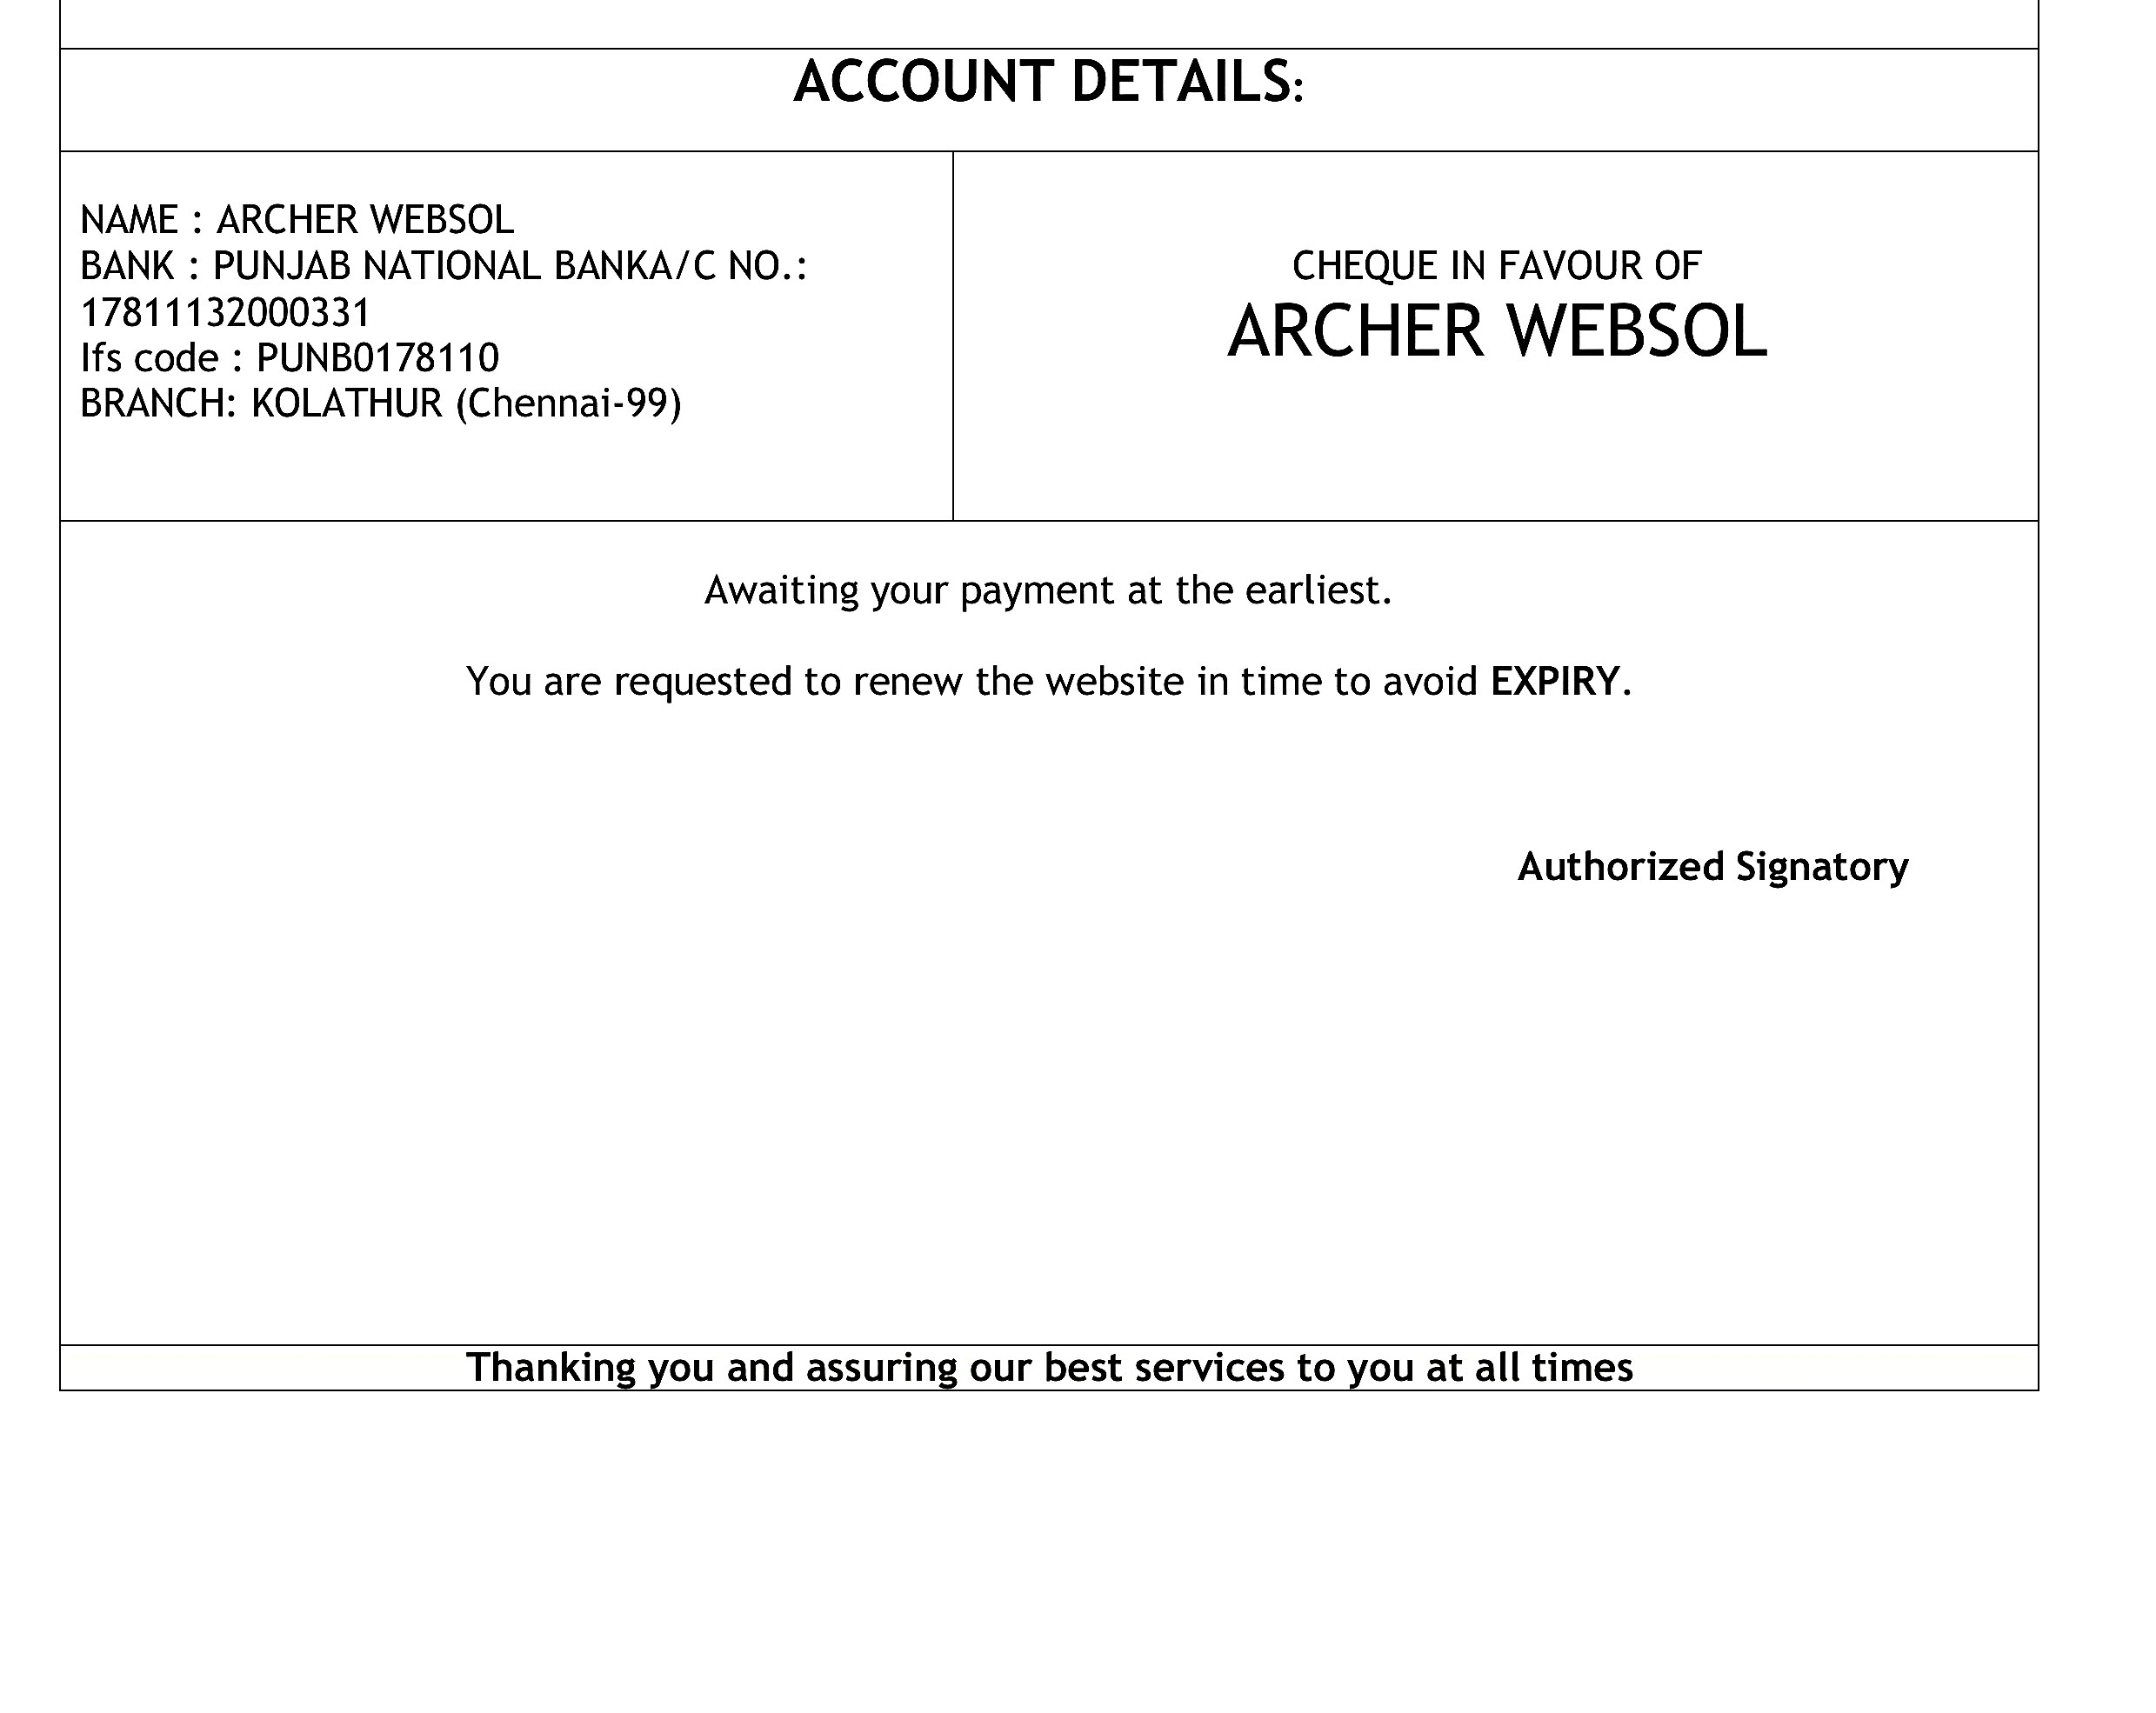 ACCOUNT DETAILS:
NAME : ARCHER WEBSOL
BANK : PUNJAB NATIONAL BANKA/C NO.:
17811132000331
Ifs code : PUNB0178110
BRANCH: KOLATHUR (Chennai-99)
CHEQUE IN FAVOUR OF
ARCHER WEBSOL
Awaiting your payment at the earliest.
You are requested to renew the website in time to avoid EXPIRY.
Authorized Signatory
Thanking you and assuring our best services to you at all times